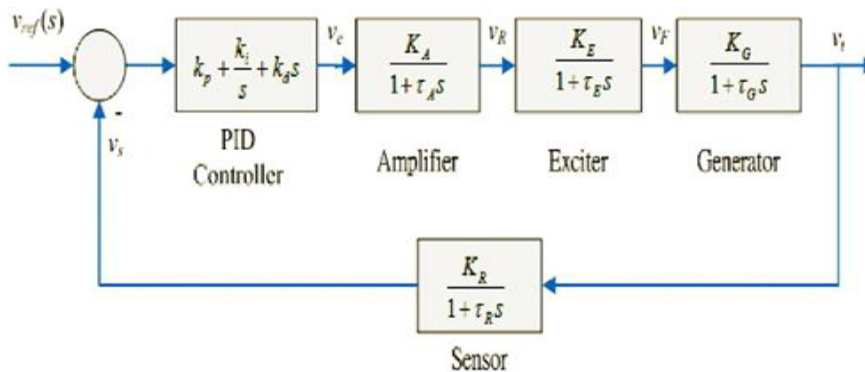 v_ref(s)
-
v_s
k_p + k_i/s + k_d s
PID
Controller
v_c
K_A
1+τ_A s
Amplifier
v_R
K_E
1+τ_E s
Exciter
v_F
K_G
1+τ_G s
Generator
v_t
K_R
1+τ_R s
Sensor